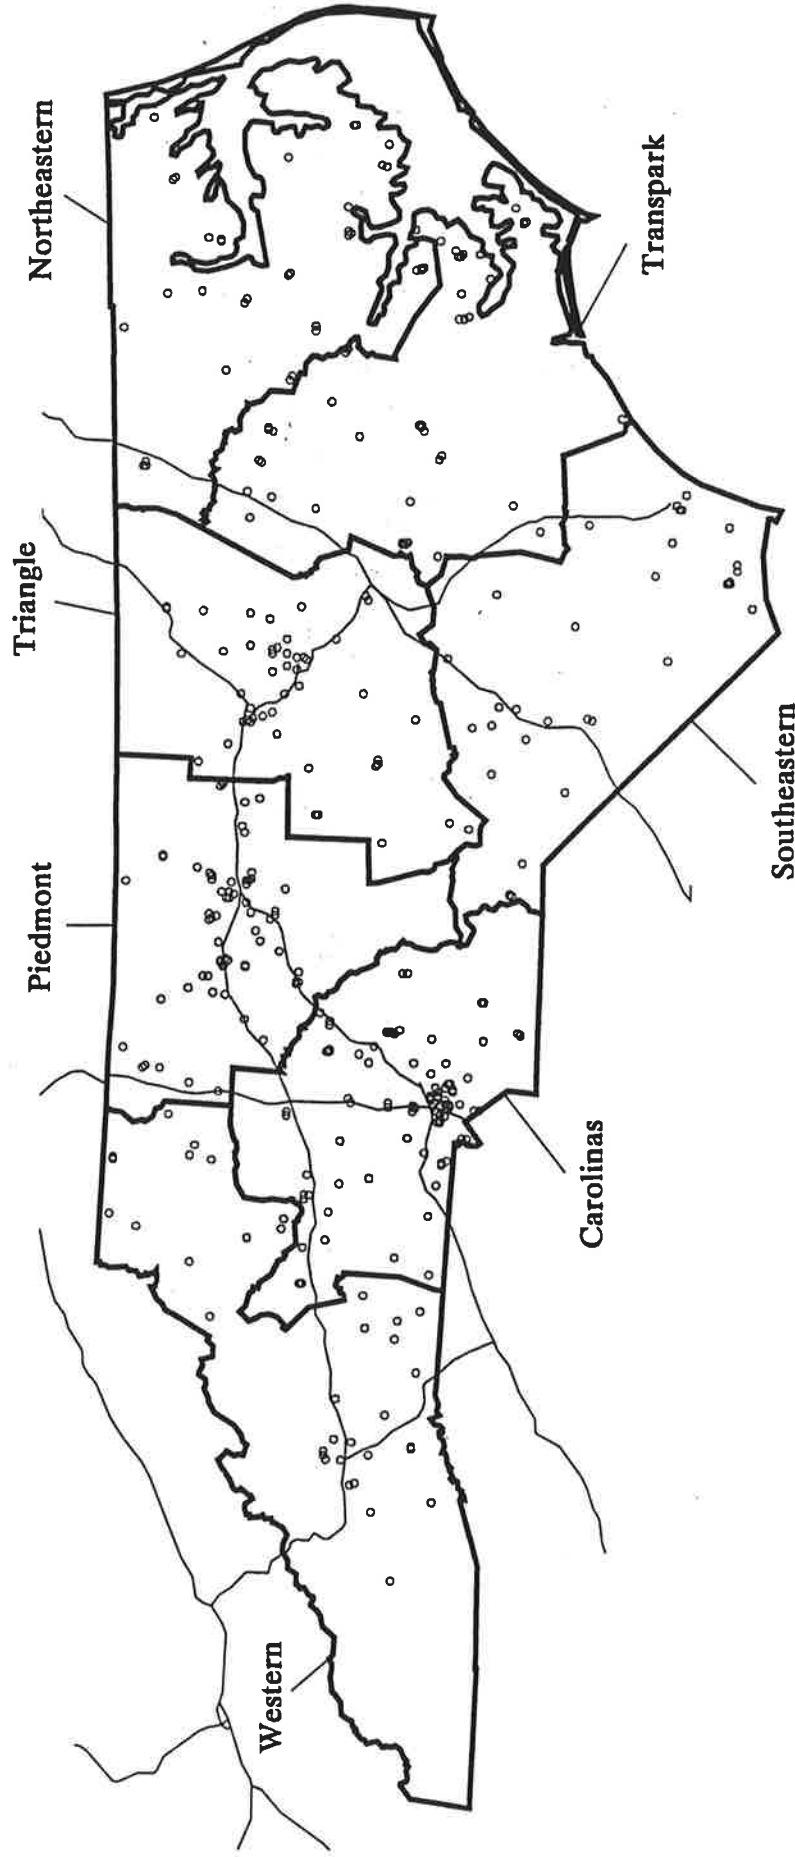 Western
Carolinas
Piedmont
Southeastern
Triangle
Transpark
Northeastern